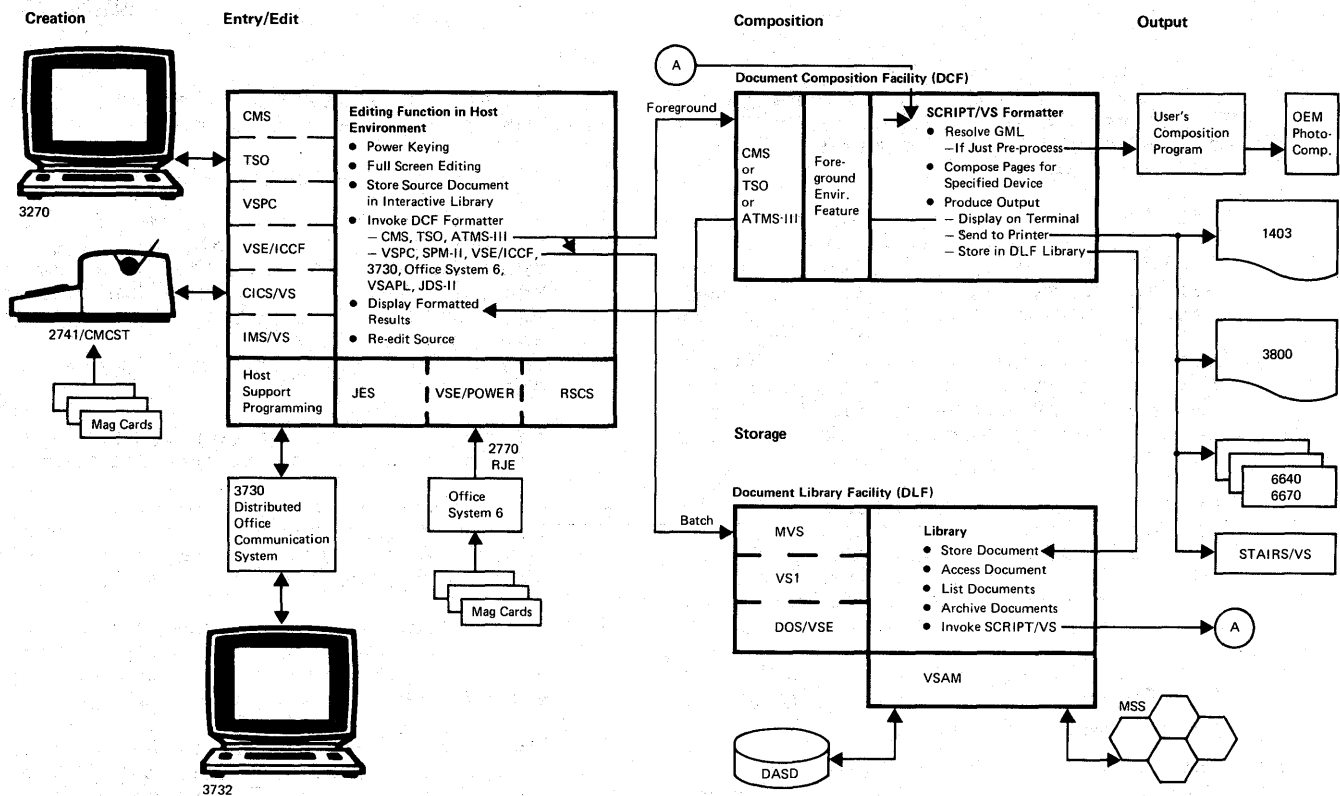 Creation
Entry/Edit
Composition
Output
3270
2741/CMCST
Mag Cards
CMS
TSO
VSPC
VSE/ICCF
CICS/VS
IMS/VS
Host
Support
Programming
Editing Function in Host
Environment
● Power Keying
● Full Screen Editing
● Store Source Document
in Interactive Library
● Invoke DCF Formatter
– CMS, TSO, ATMS-III
– VSPC, SPM-II, VSE/ICCF,
3730, Office System 6,
VSAPL, JDS-II
● Display Formatted
Results
● Re-edit Source
JES
VSE/POWER
RSCS
2770
RJE
3730
Distributed
Office
Communication
System
Office
System 6
Mag Cards
3732
Foreground
Batch
A
Document Composition Facility (DCF)
CMS
or
TSO
or
ATMS-III
Fore-
ground
Envir.
Feature
SCRIPT/VS Formatter
● Resolve GML
–If Just Pre-process
● Compose Pages for
Specified Device
● Produce Output
– Display on Terminal
– Send to Printer
– Store in DLF Library
User's
Composition
Program
OEM
Photo-
Comp.
1403
3800
6640
6670
STAIRS/VS
Storage
Document Library Facility (DLF)
MVS
VS1
DOS/VSE
Library
● Store Document
● Access Document
● List Documents
● Archive Documents
● Invoke SCRIPT/VS
A
VSAM
DASD
MSS